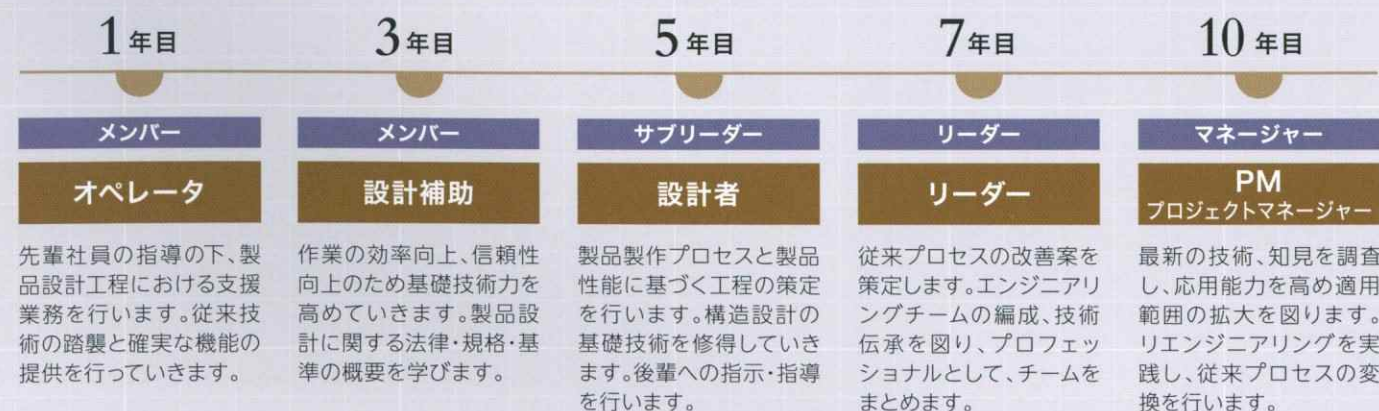 1年目
メンバー
オペレータ
先輩社員の指導の下、製
品設計工程における支援
業務を行います。従来技
術の踏襲と確実な機能の
提供を行っていきます。
3年目
メンバー
設計補助
作業の効率向上、信頼性
向上のため基礎技術力を
高めていきます。製品設
計に関する法律・規格・基
準の概要を学びます。
5年目
サブリーダー
設計者
製品製作プロセスと製品
性能に基づく工程の策定
を行います。構造設計の
基礎技術を修得していき
ます。後輩への指示・指導
を行います。
7年目
リーダー
リーダー
従来プロセスの改善案を
策定します。エンジニアリ
ングチームの編成、技術
伝承を図り、プロフェッ
ショナルとして、チームを
まとめます。
10年目
マネージャー
PM
プロジェクトマネージャー
最新の技術、知見を調査
し、応用能力を高め適用
範囲の拡大を図ります。
リエンジニアリングを実
践し、従来プロセスの変
換を行います。